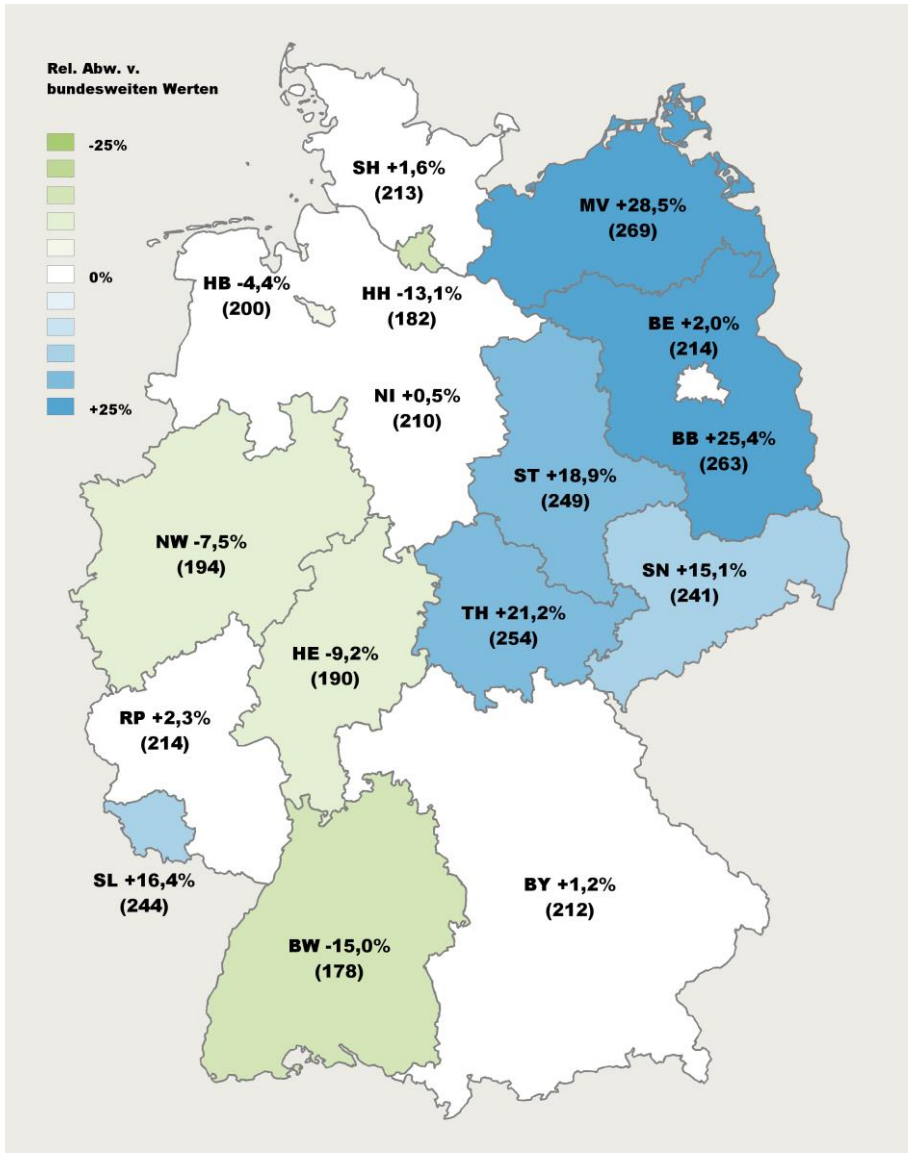 Rel. Abw. v.
bundesweiten Werten
-25%
0%
+25%
SH +1,6%
(213)
MV +28,5%
(269)
HB -4,4%
(200)
HH -13,1%
(182)
BE +2,0%
(214)
NI +0,5%
(210)
BB +25,4%
(263)
ST +18,9%
(249)
NW -7,5%
(194)
SN +15,1%
(241)
TH +21,2%
(254)
HE -9,2%
(190)
RP +2,3%
(214)
SL +16,4%
(244)
BY +1,2%
(212)
BW -15,0%
(178)